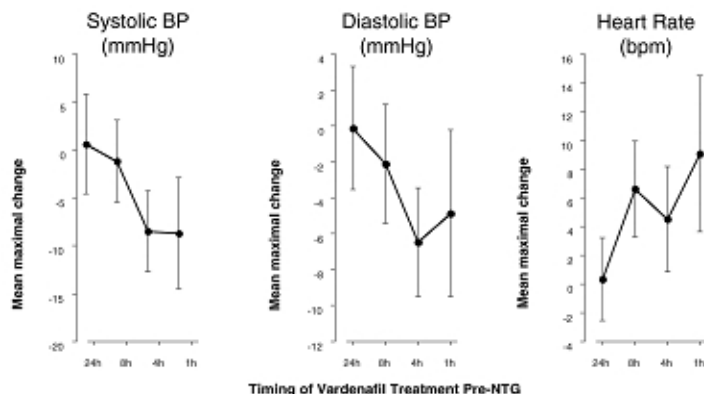 Systolic BP
(mmHg)
Mean maximal change
10
5
0
-5
-10
-15
-20
24h 8h 4h 1h
Diastolic BP
(mmHg)
Mean maximal change
4
2
0
-2
-4
-6
-8
-10
-12
24h 8h 4h 1h
Heart Rate
(bpm)
Mean maximal change
16
14
12
10
8
6
4
2
0
-2
-4
24h 8h 4h 1h
Timing of Vardenafil Treatment Pre-NTG